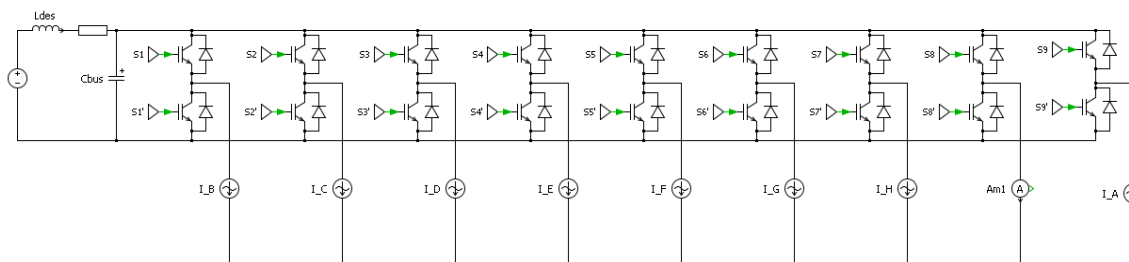 Ldes
Cbus
S1 S2 S3 S4 S5 S6 S7 S8 S9
S1' S2' S3' S4' S5' S6' S7' S8' S9'
I_B I_C I_D I_E I_F I_G I_H Am1 A I_A